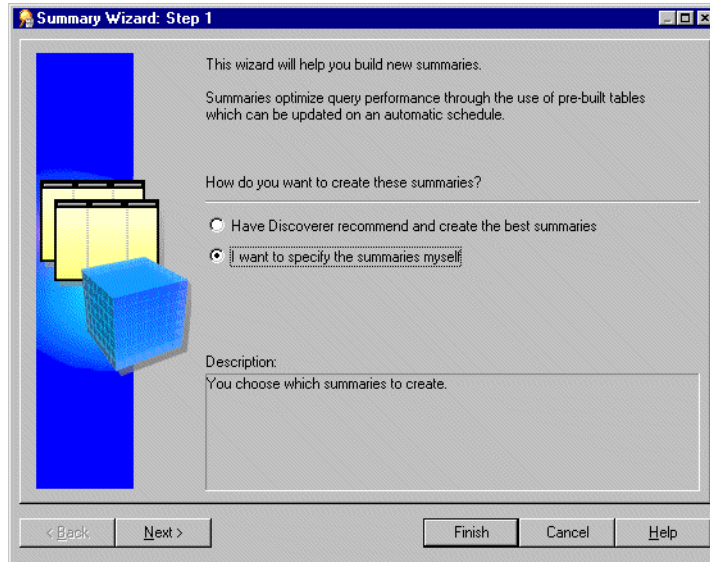 Summary Wizard: Step 1
This wizard will help you build new summaries.
Summaries optimize query performance through the use of pre-built tables
which can be updated on an automatic schedule.
How do you want to create these summaries?
Have Discoverer recommend and create the best summaries
I want to specify the summaries myself
Description:
You choose which summaries to create.
< Back
Next >
Finish
Cancel
Help